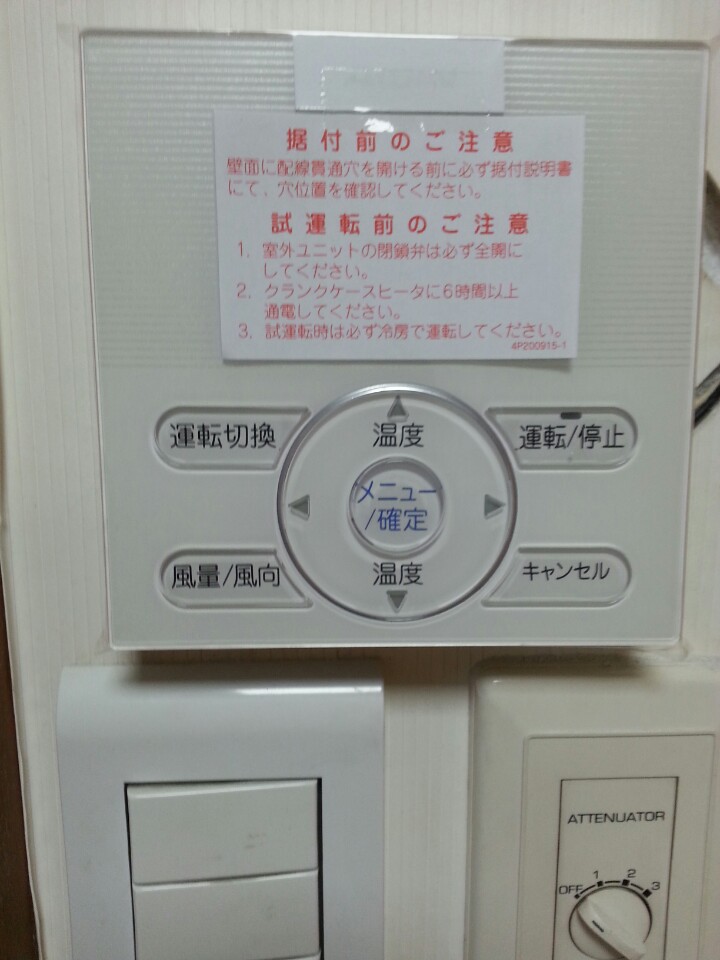 据付前のご注意
壁面に配線貫通穴を開ける前に必ず据付説明書
にて、穴位置を確認してください。
試運転前のご注意
1. 室外ユニットの閉鎖弁は必ず全開に
してください。
2. クランクケースヒータに6時間以上
通電してください。
3. 試運転時は必ず冷房で運転してください。
4P200915-1
運転切換
温度
運転/停止
メニュー
/確定
風量/風向
温度
キャンセル
ATTENUATOR
OFF 1 2 3